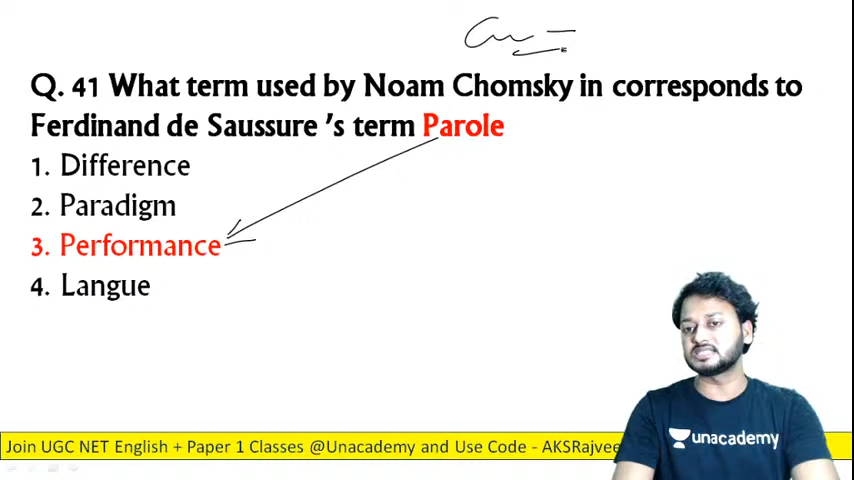 Q. 41 What term used by Noam Chomsky in corresponds to
Ferdinand de Saussure 's term Parole
1. Difference
2. Paradigm
3. Performance
4. Langue
unacademy
Join UGC NET English + Paper 1 Classes @Unacademy and Use Code - AKSRajvee